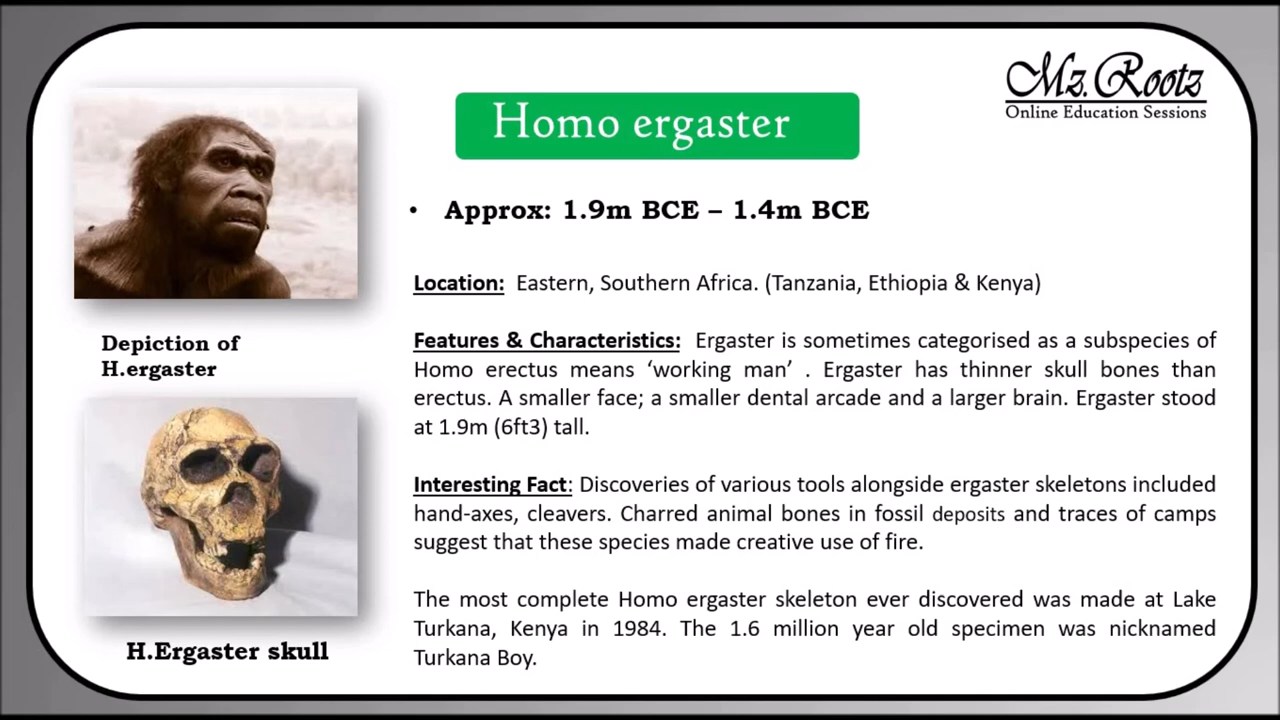 Mz. Rootz
Online Education Sessions
Homo ergaster
• Approx: 1.9m BCE – 1.4m BCE
Location: Eastern, Southern Africa. (Tanzania, Ethiopia & Kenya)
Features & Characteristics: Ergaster is sometimes categorised as a subspecies of
Homo erectus means ‘working man’ . Ergaster has thinner skull bones than
erectus. A smaller face; a smaller dental arcade and a larger brain. Ergaster stood
at 1.9m (6ft3) tall.
Interesting Fact: Discoveries of various tools alongside ergaster skeletons included
hand-axes, cleavers. Charred animal bones in fossil deposits and traces of camps
suggest that these species made creative use of fire.
The most complete Homo ergaster skeleton ever discovered was made at Lake
Turkana, Kenya in 1984. The 1.6 million year old specimen was nicknamed
Turkana Boy.
Depiction of
H.ergaster
H.Ergaster skull